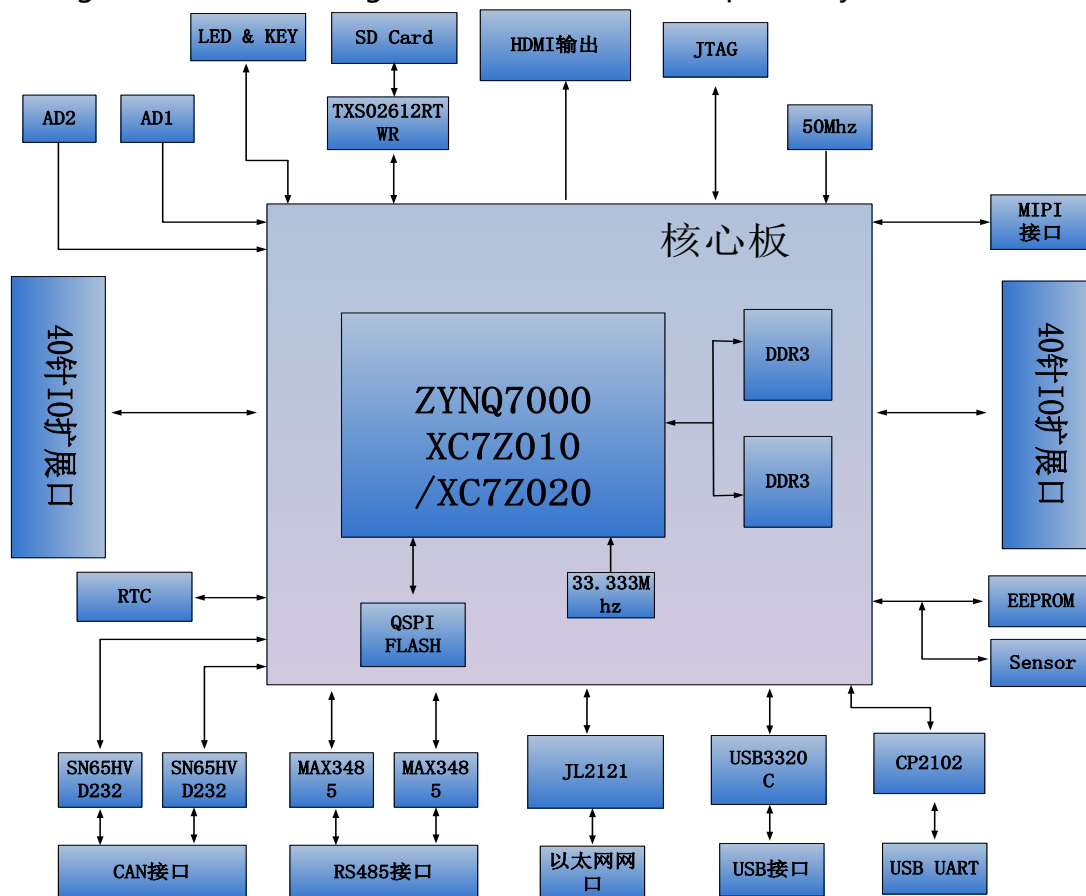 LED & KEY
SD Card
HDMI输出
JTAG
AD2
AD1
TXS02612RT
WR
50Mhz
MIPI
接口
核心板
40针IO扩展口
ZYNQ7000
XC7Z010
/XC7Z020
DDR3
DDR3
40针IO扩展口
RTC
33.333M
hz
QSPI
FLASH
EEPROM
Sensor
SN65HV
D232
SN65HV
D232
MAX348
5
MAX348
5
JL2121
USB3320
C
CP2102
CAN接口
RS485接口
以太网网
口
USB接口
USB UART